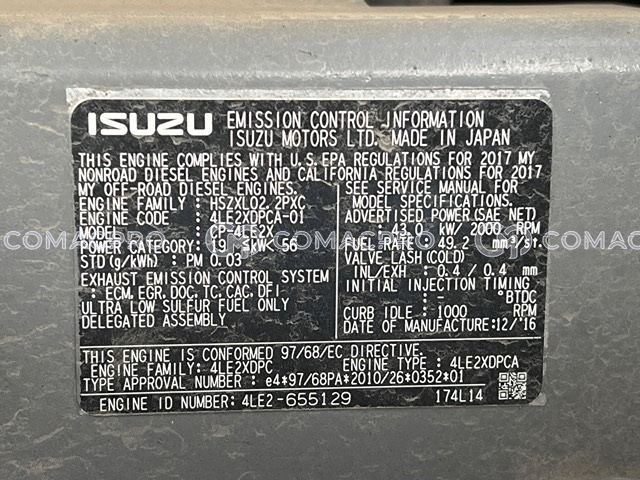 ISUZU EMISSION CONTROL INFORMATION
ISUZU MOTORS LTD. MADE IN JAPAN
THIS ENGINE COMPLIES WITH U.S.EPA REGULATIONS FOR 2017 MY.
NONROAD DIESEL ENGINES AND CALIFORNIA REGULATIONS FOR 2017
MY OFF-ROAD DIESEL ENGINES.
ENGINE FAMILY : HSZXL02.2PXC
ENGINE CODE : 4LE2XDPCA-01
MODEL : CP-4LE2X
POWER CATEGORY: 19 ≤kW< 56
STD (g/kWh) : PM 0.03
EXHAUST EMISSION CONTROL SYSTEM
: ECM, EGR, DOC, TC, CAC, DFI
ULTRA LOW SULFUR FUEL ONLY
DELEGATED ASSEMBLY
SEE SERVICE MANUAL FOR
MODEL SPECIFICATIONS.
ADVERTISED POWER(SAE NET)
: 43.0 kW/ 2000 RPM
FUEL RATE : 49.2 mm³/st.
VALVE LASH (COLD)
INL/EXH : 0.4/ 0.4 mm
INITIAL INJECTION TIMING
: - °BTDC
CURB IDLE : 1000 RPM
DATE OF MANUFACTURE:12/'16
THIS ENGINE IS CONFORMED 97/68/EC DIRECTIVE.
ENGINE FAMILY: 4LE2XDPC ENGINE TYPE : 4LE2XDPCA
TYPE APPROVAL NUMBER : e4*97/68PA*2010/26*0352*01
ENGINE ID NUMBER: 4LE2-655129 174L14
COMACPRO COMACPRO COMACPRO